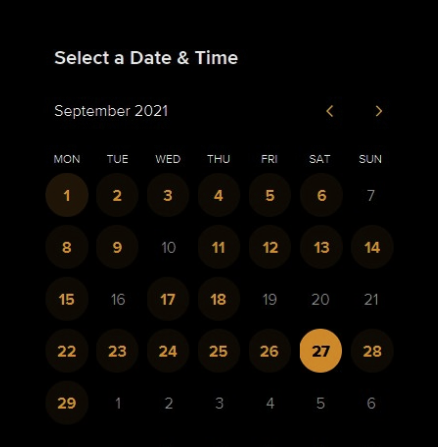 Select a Date & Time
September 2021
MON TUE WED THU FRI SAT SUN
1 2 3 4 5 6 7
8 9 10 11 12 13 14
15 16 17 18 19 20 21
22 23 24 25 26 27 28
29 1 2 3 4 5 6